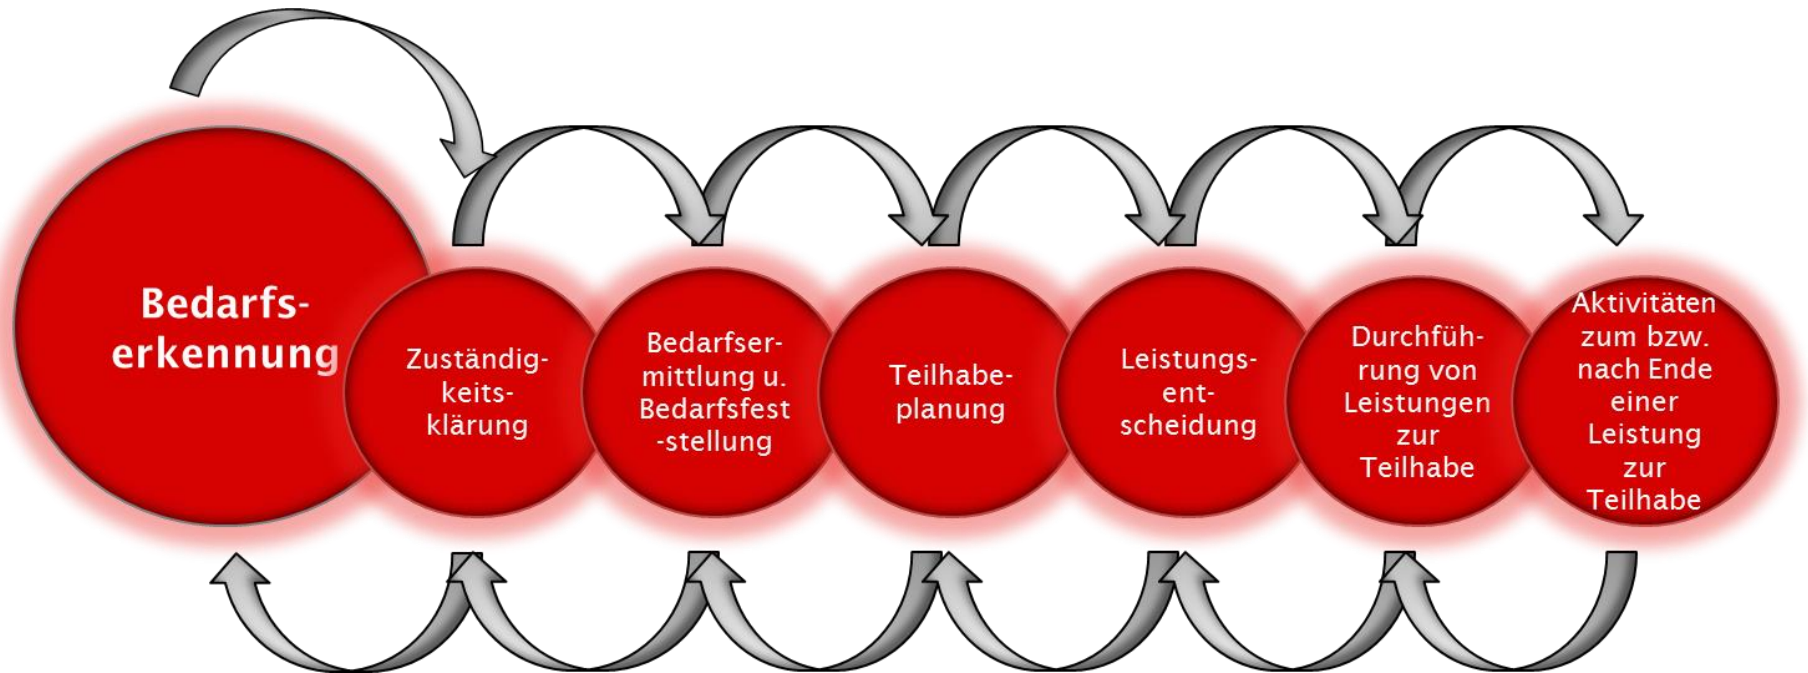 Bedarfs-
erkennung
Zuständig-
keits-
klärung
Bedarfser-
mittlung u.
Bedarfsfest
-stellung
Teilhabe-
planung
Leistungs-
ent-
scheidung
Durchfüh-
rung von
Leistungen
zur
Teilhabe
Aktivitäten
zum bzw.
nach Ende
einer
Leistung
zur
Teilhabe